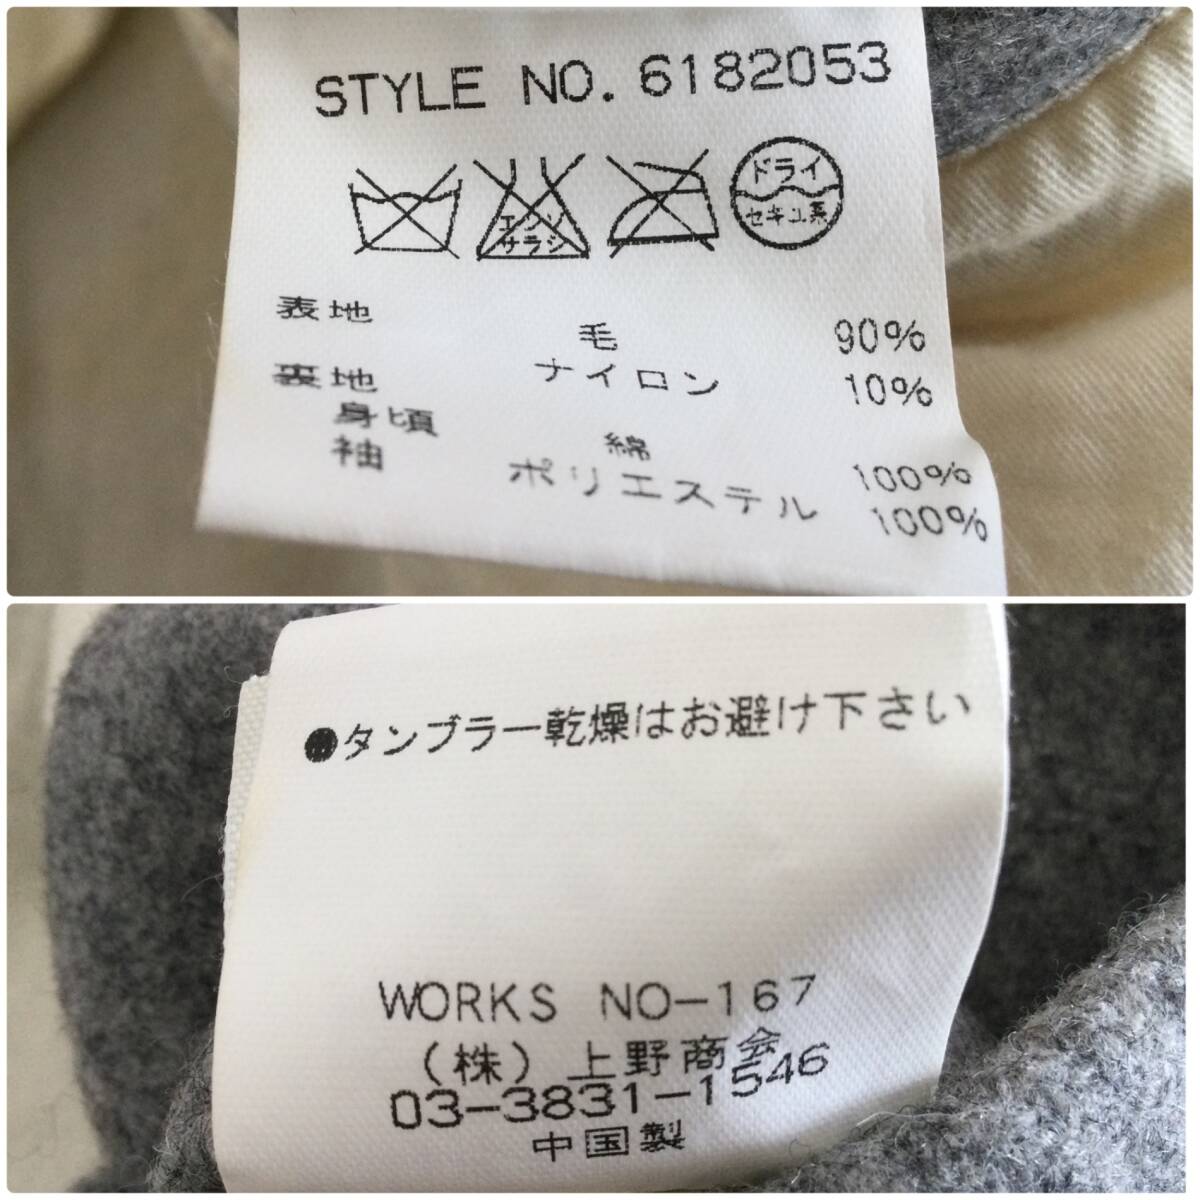 STYLE NO. 6182053
エンソ
サラシ
ドライ
セキユ系
表地
毛 90%
ナイロン 10%
裏地
身頃 綿 100%
袖 ポリエステル 100%
●タンブラー乾燥はお避け下さい
WORKS NO-167
(株)上野商会
03-3831-1546
中国製